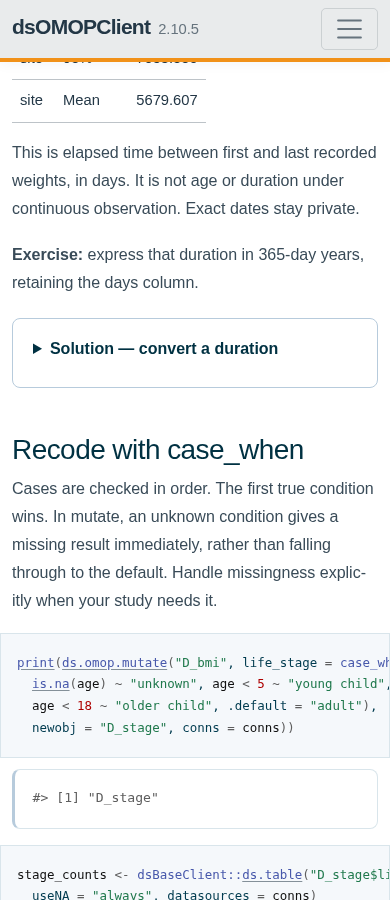 dsOMOPClient 2.10.5
site Mean 5679.607
This is elapsed time between first and last recorded
weights, in days. It is not age or duration under
continuous observation. Exact dates stay private.
Exercise: express that duration in 365-day years,
retaining the days column.
Solution — convert a duration
Recode with case_when
Cases are checked in order. The first true condition
wins. In mutate, an unknown condition gives a
missing result immediately, rather than falling
through to the default. Handle missingness explic-
itly when your study needs it.
print(ds.omop.mutate("D_bmi", life_stage = case_wh
is.na(age) ~ "unknown", age < 5 ~ "young child",
age < 18 ~ "older child", .default = "adult"),
newobj = "D_stage", conns = conns))
#> [1] "D_stage"
stage_counts <- dsBaseClient::ds.table("D_stage$li
useNA = "always", datasources = conns)